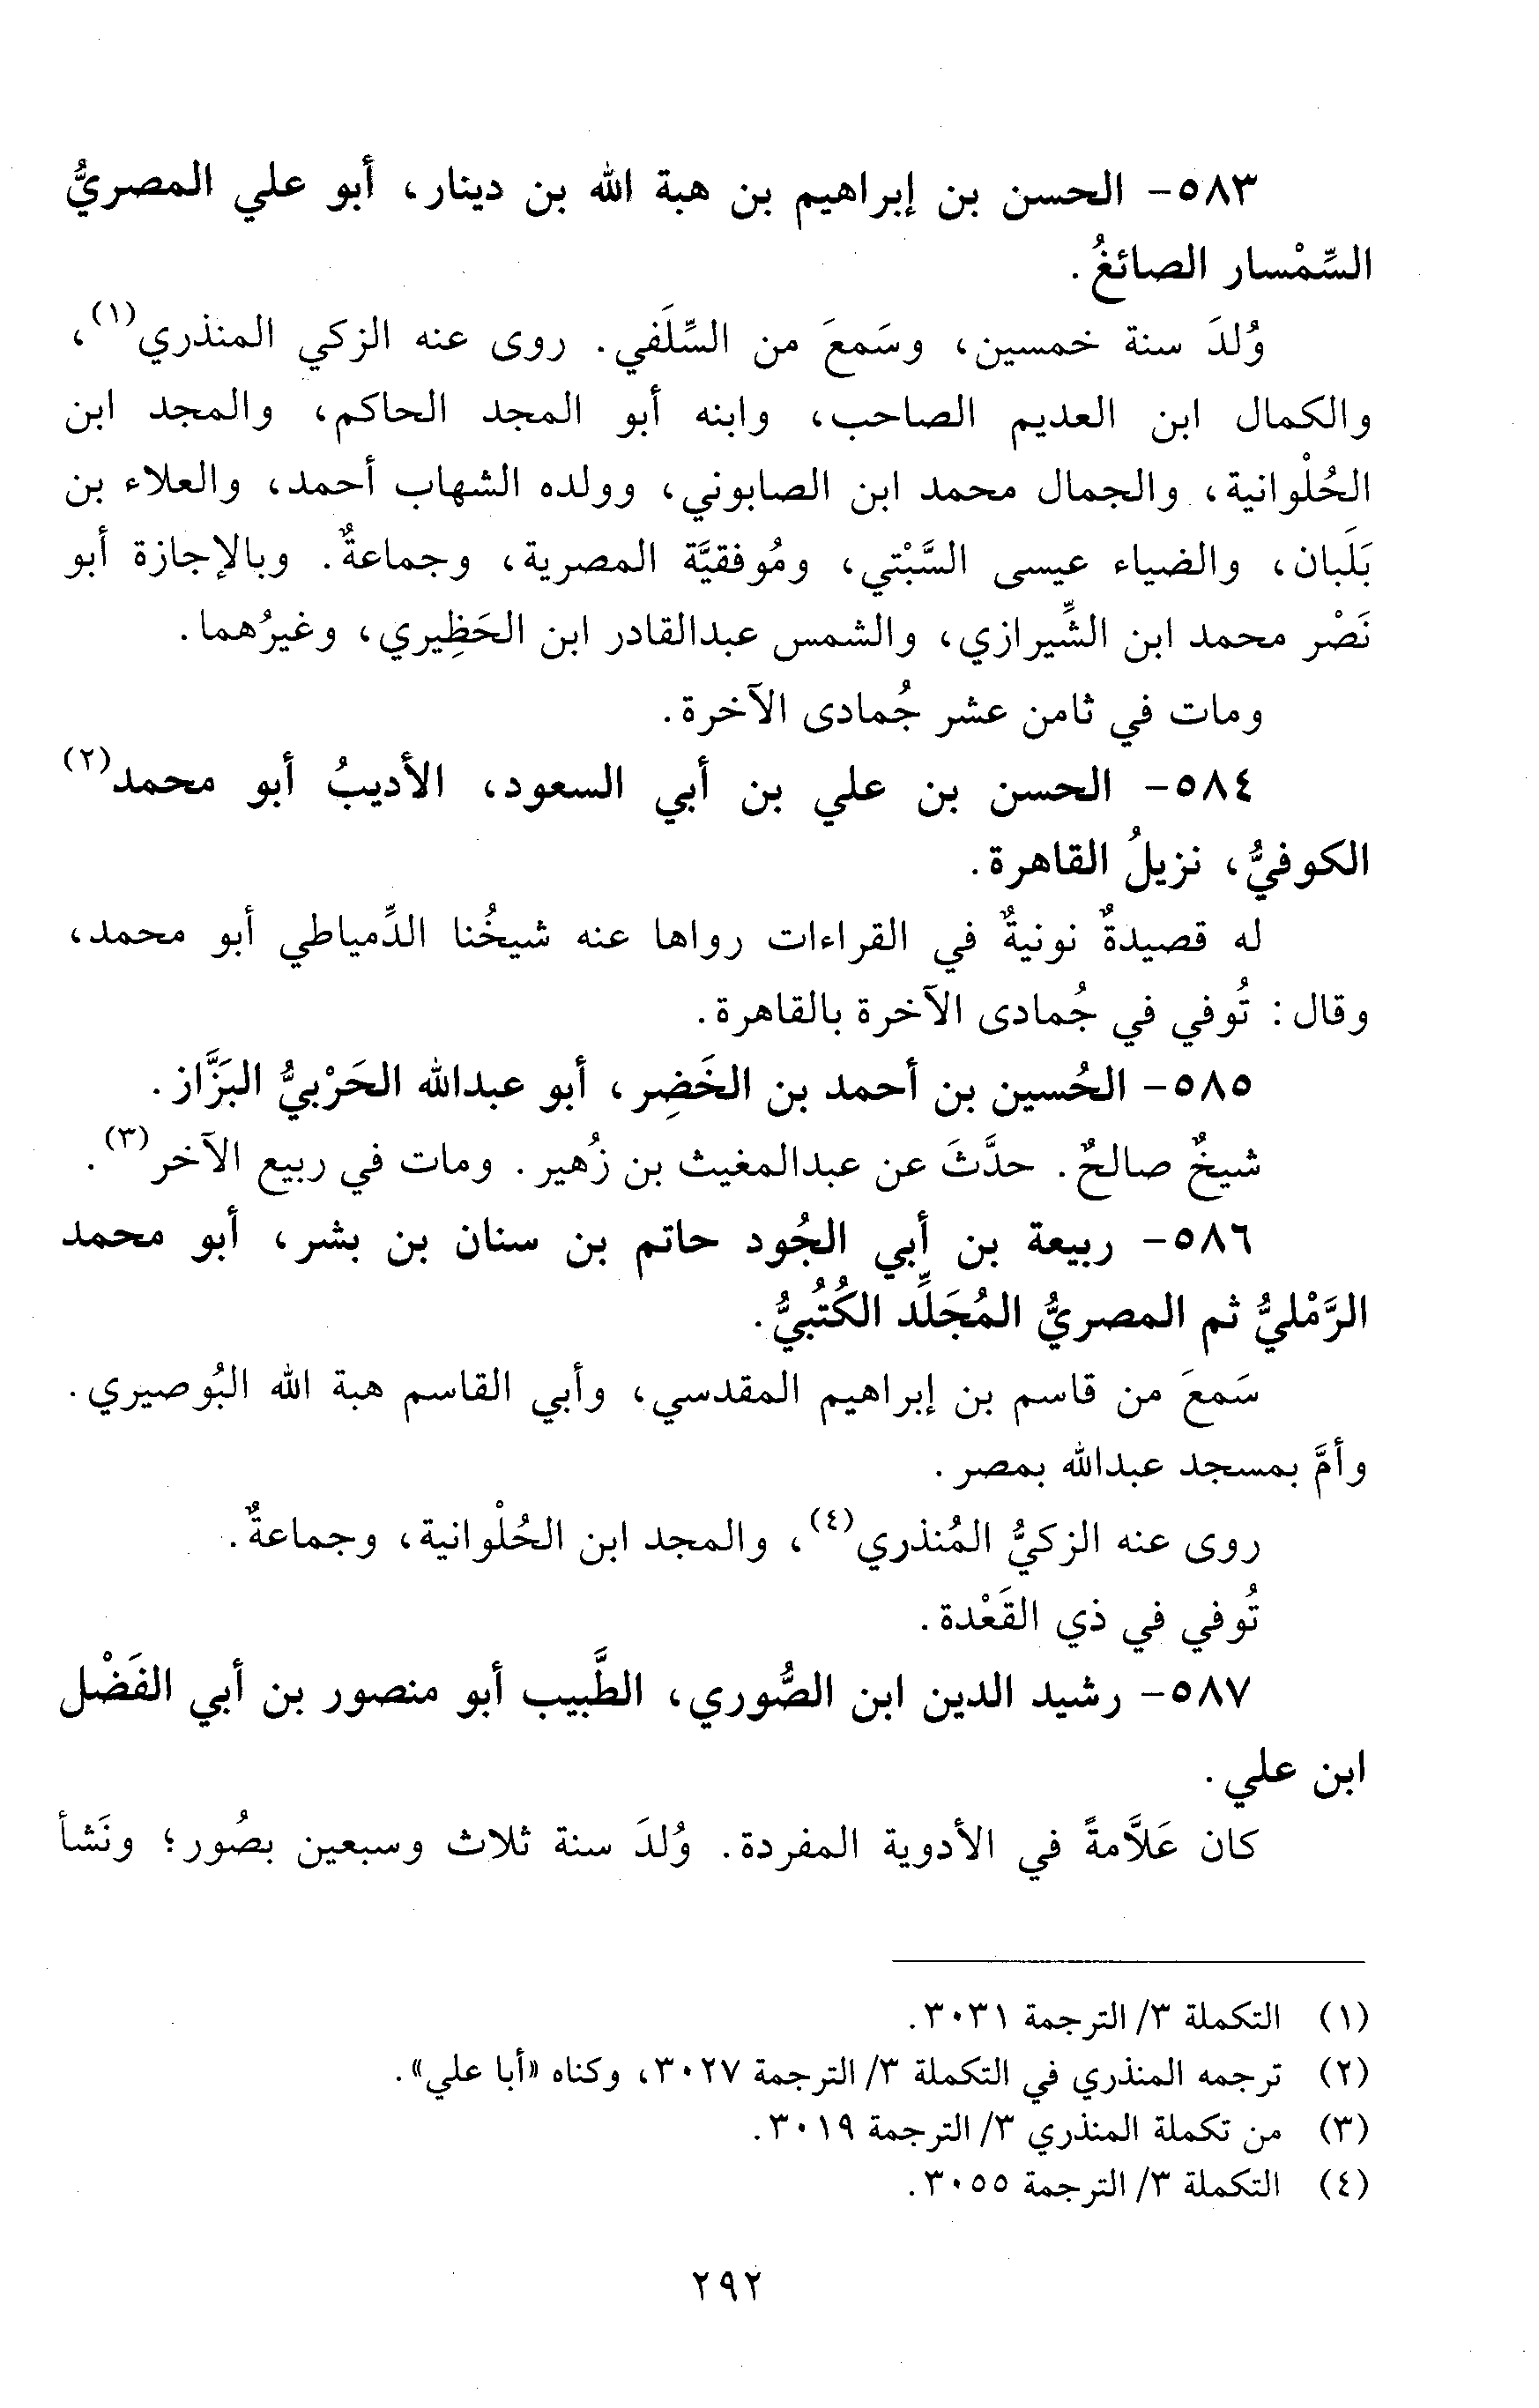 ٥٨٣- الحسن بن إبراهيم بن هبة الله بن دينار، أبو علي المصريُّ
السِّمْسار الصائغُ.
وُلدَ سنة خمسين، وسَمعَ من السِّلَفي. روى عنه الزكي المنذري(١)،
والكمال ابن العديم الصاحب، وابنه أبو المجد الحاكم، والمجد ابن
الحُلْوانية، والجمال محمد ابن الصابوني، وولده الشهاب أحمد، والعلاء بن
بَلَبان، والضياء عيسى السَّبْتي، ومُوفقيَّة المصرية، وجماعةٌ. وبالإجازة أبو
نَصْر محمد ابن الشِّيرازي، والشمس عبدالقادر ابن الحَظِيري، وغيرُهما.
ومات في ثامن عشر جُمادى الآخرة.
٥٨٤- الحسن بن علي بن أبي السعود، الأديبُ أبو محمد(٢)
الكوفيُّ، نزيلُ القاهرة.
له قصيدةٌ نونيةٌ في القراءات رواها عنه شيخُنا الدِّمياطي أبو محمد،
وقال: تُوفي في جُمادى الآخرة بالقاهرة.
٥٨٥- الحُسين بن أحمد بن الخَضِر، أبو عبدالله الحَرْبيُّ البَزَّاز.
شيخٌ صالحٌ. حدَّثَ عن عبدالمغيث بن زُهير. ومات في ربيع الآخر(٣).
٥٨٦- ربيعة بن أبي الجُود حاتم بن سنان بن بشر، أبو محمد
الرَّمْليُّ ثم المصريُّ المُجَلِّد الكُتُبيُّ.
سَمعَ من قاسم بن إبراهيم المقدسي، وأبي القاسم هبة الله البُوصيري.
وأمَّ بمسجد عبدالله بمصر.
روى عنه الزكيُّ المُنذري(٤)، والمجد ابن الحُلْوانية، وجماعةٌ.
تُوفي في ذي القَعْدة.
٥٨٧- رشيد الدين ابن الصُّوري، الطَّبيب أبو منصور بن أبي الفَضْل
ابن علي.
كان عَلاَّمةً في الأدوية المفردة. وُلدَ سنة ثلاث وسبعين بصُور؛ ونَشأ
(١) التكملة ٣/ الترجمة ٣٠٣١.
(٢) ترجمه المنذري في التكملة ٣/ الترجمة ٣٠٢٧، وكناه «أبا علي».
(٣) من تكملة المنذري ٣/ الترجمة ٣٠١٩.
(٤) التكملة ٣/ الترجمة ٣٠٥٥.
٢٩٢